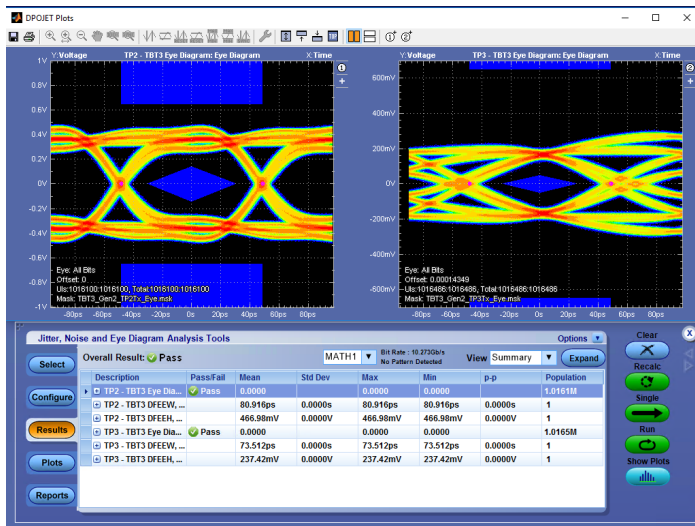 DPOJET Plots
Y:Voltage TP2 - TBT3 Eye Diagram: Eye Diagram X:Time
1V
0.8V
0.6V
0.4V
0.2V
0V
-0.2V
-0.4V
-0.6V
-0.8V
-1V
Eye: All Bits
Offset: 0
UIs:1016100:1016100, Total:1016100:1016100
Mask: TBT3_Gen2_TP2Tx_Eye.msk
-80ps -60ps -40ps -20ps 0s 20ps 40ps 60ps 80ps
1
+
Y:Voltage TP3 - TBT3 Eye Diagram: Eye Diagram X:Time
600mV
400mV
200mV
0V
-200mV
-400mV
-600mV
Eye: All Bits
Offset: 0.00014349
UIs:1016486:1016486, Total:1016486:1016486
Mask: TBT3_Gen2_TP3Tx_Eye.msk
-80ps -60ps -40ps -20ps 0s 20ps 40ps 60ps 80ps
2
+
Jitter, Noise and Eye Diagram Analysis Tools Options
Select
Configure
Results
Plots
Reports
Overall Result: Pass MATH1 Bit Rate : 10.273Gb/s
No Pattern Detected View Summary Expand
Description Pass/Fail Mean Std Dev Max Min p-p Population
TP2 - TBT3 Eye Dia... Pass 0.0000 0.0000 0.0000 1.0161M
TP2 - TBT3 DFEEW, ... 80.916ps 0.0000s 80.916ps 80.916ps 0.0000s 1
TP2 - TBT3 DFEEH, ... 466.98mV 0.0000V 466.98mV 466.98mV 0.0000V 1
TP3 - TBT3 Eye Dia... Pass 0.0000 0.0000 0.0000 1.0165M
TP3 - TBT3 DFEEW, ... 73.512ps 0.0000s 73.512ps 73.512ps 0.0000s 1
TP3 - TBT3 DFEEH, ... 237.42mV 0.0000V 237.42mV 237.42mV 0.0000V 1
Clear
Recalc
Single
Run
Show Plots